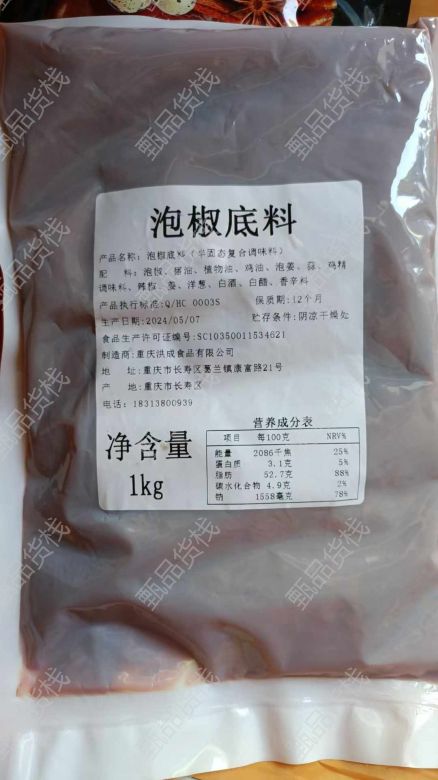 泡椒底料
产品名称：泡椒底料（半固态复合调味料）
配 料：泡椒、猪油、植物油、鸡油、泡姜、蒜、鸡精
调味料、辣椒、姜、洋葱、白酒、白醋、香辛料
产品执行标准:Q/HC 0003S 保质期:12个月
生产日期:2024/05/07 贮存条件:阴凉干燥处
食品生产许可证编号:SC10350011534621
制造商:重庆洪成食品有限公司
地 址:重庆市长寿区葛兰镇康富路21号
产 地:重庆市长寿区
电话:18313800939
净含量
1kg
营养成分表
项目 每100克 NRV%
能量 2086千焦 25%
蛋白质 3.1克 5%
脂肪 52.7克 88%
碳水化合物 4.9克 2%
钠 1558毫克 78%
甄品货栈